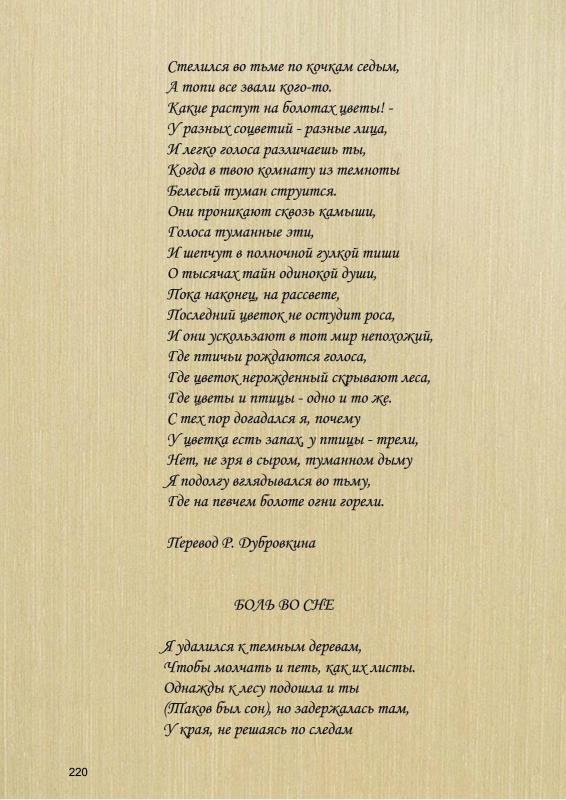 Стелился во тьме по кочкам седым,
А топи все звали кого-то.
Какие растут на болотах цветы! -
У разных соцветий - разные лица,
И легко голоса различаешь ты,
Когда в твою комнату из темноты
Белесый туман струится.
Они проникают сквозь камыши,
Голоса туманные эти,
И шепчут в полночной гулкой тиши
О тысячах тайн одинокой души,
Пока наконец, на рассвете,
Последний цветок не остудит роса,
И они ускользают в тот мир непохожий,
Где птичьи рождаются голоса,
Где цветок нерожденный скрывают леса,
Где цветы и птицы - одно и то же.
С тех пор догадался я, почему
У цветка есть запах, у птицы - трели,
Нет, не зря в сыром, туманном дыму
Я подолгу вглядывался во тьму,
Где на певчем болоте огни горели.
Перевод Р. Дубровкина
БОЛЬ ВО СНЕ
Я удалился к темным деревам,
Чтобы молчать и петь, как их листы.
Однажды к лесу подошла и ты
(Таков был сон), но задержалась там,
У края, не решаясь по следам
220